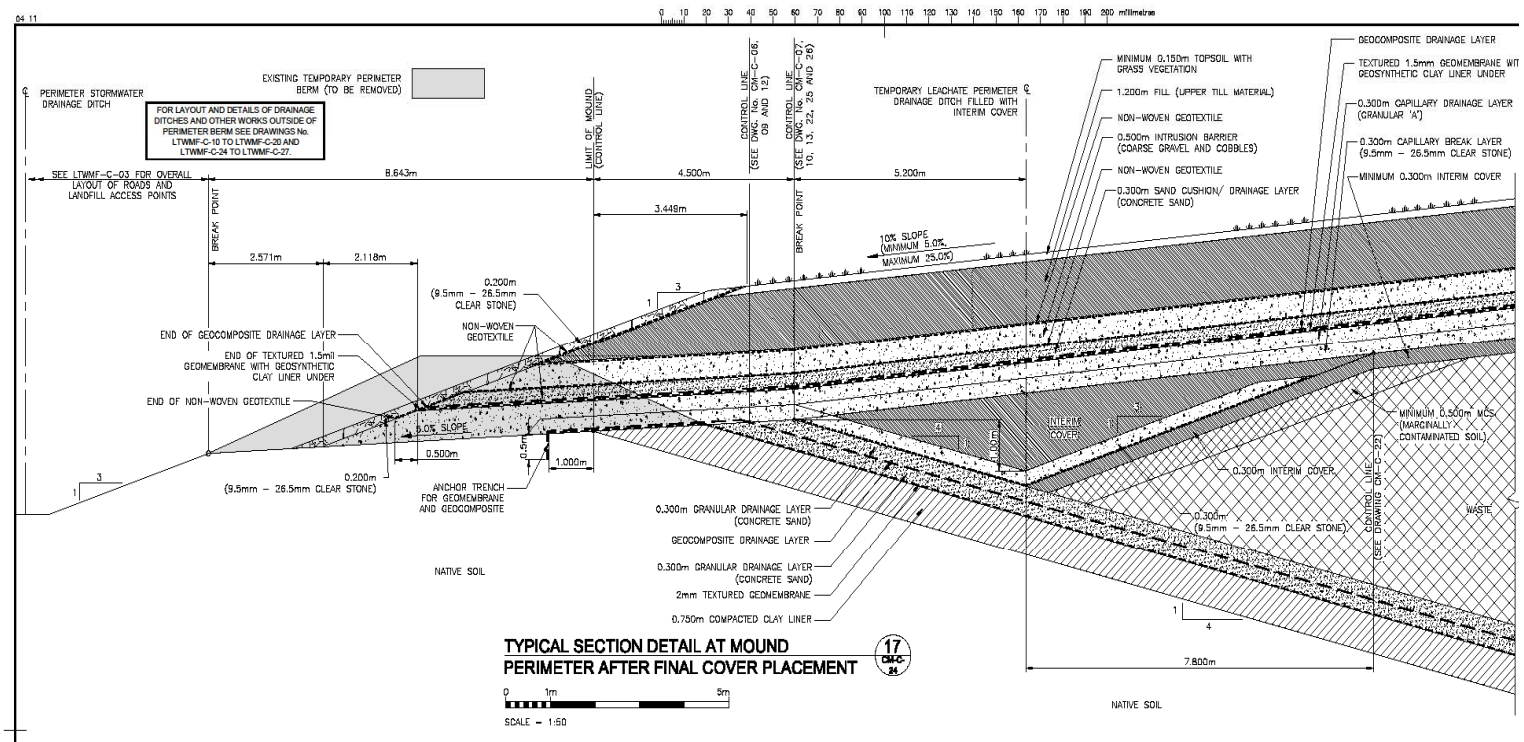 04 11
0 10 20 30 40 50 60 70 80 90 100 110 120 130 140 150 160 170 180 190 200 millimetres
PERIMETER STORMWATER
DRAINAGE DITCH
EXISTING TEMPORARY PERIMETER
BERM (TO BE REMOVED)
FOR LAYOUT AND DETAILS OF DRAINAGE
DITCHES AND OTHER WORKS OUTSIDE OF
PERIMETER BERM SEE DRAWINGS No.
LTWMF-C-10 TO LTWMF-C-20 AND
LTWMF-C-24 TO LTWMF-C-27.
SEE LTWMF-C-03 FOR OVERALL
LAYOUT OF ROADS AND
LANDFILL ACCESS POINTS
LIMIT OF MOUND
(CONTROL LINE)
CONTROL LINE
(SEE DWG. No. CM-C-06,
09 AND 12)
CONTROL LINE
(SEE DWG. No. CM-C-07,
10, 13, 22, 25 AND 26)
TEMPORARY LEACHATE PERIMETER
DRAINAGE DITCH FILLED WITH
INTERIM COVER
MINIMUM 0.150m TOPSOIL WITH
GRASS VEGETATION
1.200m FILL (UPPER TILL MATERIAL)
NON-WOVEN GEOTEXTILE
0.500m INTRUSION BARRIER
(COARSE GRAVEL AND COBBLES)
NON-WOVEN GEOTEXTILE
0.300m SAND CUSHION/ DRAINAGE LAYER
(CONCRETE SAND)
GEOCOMPOSITE DRAINAGE LAYER
TEXTURED 1.5mm GEOMEMBRANE WIT
GEOSYNTHETIC CLAY LINER UNDER
0.300m CAPILLARY DRAINAGE LAYER
(GRANULAR 'A')
0.300m CAPILLARY BREAK LAYER
(9.5mm - 26.5mm CLEAR STONE)
MINIMUM 0.300m INTERIM COVER
8.643m
4.500m
5.200m
3.449m
BREAK POINT
BREAK POINT
2.571m
2.118m
10% SLOPE
(MINIMUM 5.0%,
MAXIMUM 25.0%)
0.200m
(9.5mm - 26.5mm
CLEAR STONE)
1
3
NON-WOVEN
GEOTEXTILE
END OF GEOCOMPOSITE DRAINAGE LAYER
END OF TEXTURED 1.5mil
GEOMEMBRANE WITH GEOSYNTHETIC
CLAY LINER UNDER
END OF NON-WOVEN GEOTEXTILE
5.0% SLOPE
0.500m
0.5m
1.000m
1
3
0.200m
(9.5mm - 26.5mm CLEAR STONE)
ANCHOR TRENCH
FOR GEOMEMBRANE
AND GEOCOMPOSITE
4
1
INTERIM
COVER
3
1
MINIMUM 0.500m MCS
(MARGINALLY
CONTAMINATED SOIL)
0.300m INTERIM COVER
0.300m
(9.5mm - 26.5mm CLEAR STONE)
CONTROL LINE
(SEE DRAWING CM-C-22)
WASTE
0.300m GRANULAR DRAINAGE LAYER
(CONCRETE SAND)
GEOCOMPOSITE DRAINAGE LAYER
0.300m GRANULAR DRAINAGE LAYER
(CONCRETE SAND)
2mm TEXTURED GEOMEMBRANE
0.750m COMPACTED CLAY LINER
NATIVE SOIL
1
4
7.800m
NATIVE SOIL
TYPICAL SECTION DETAIL AT MOUND
PERIMETER AFTER FINAL COVER PLACEMENT
17
CM-C-
24
0 1m 5m
SCALE - 1:50